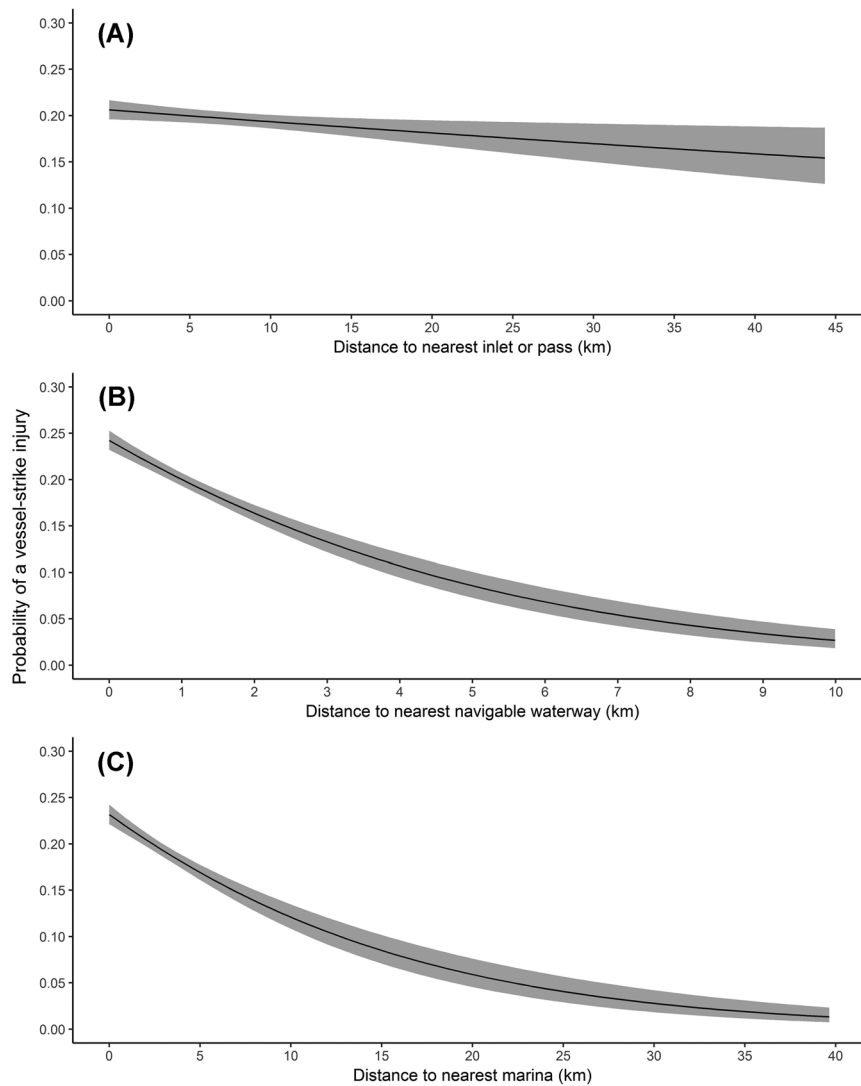 (A)
0.30
0.25
0.20
0.15
0.10
0.05
0.00
0 5 10 15 20 25 30 35 40 45
Distance to nearest inlet or pass (km)
Probability of a vessel-strike injury
(B)
0.30
0.25
0.20
0.15
0.10
0.05
0.00
0 1 2 3 4 5 6 7 8 9 10
Distance to nearest navigable waterway (km)
(C)
0.30
0.25
0.20
0.15
0.10
0.05
0.00
0 5 10 15 20 25 30 35 40
Distance to nearest marina (km)